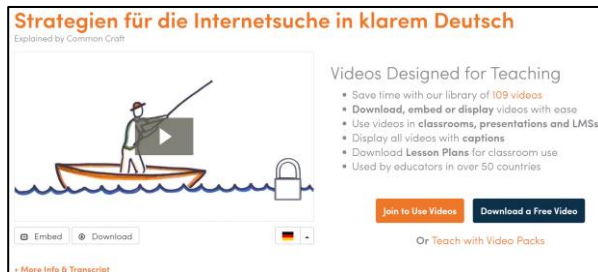 Strategien für die Internetsuche in klarem Deutsch
Explained by Common Craft
Videos Designed for Teaching
Save time with our library of 109 videos
Download, embed or display videos with ease
Use videos in classrooms, presentations and LMSs
Display all videos with captions
Download Lesson Plans for classroom use
Used by educators in over 50 countries
Join to Use Videos
Download a Free Video
Or Teach with Video Packs
Embed
Download
+ More Info & Transcript